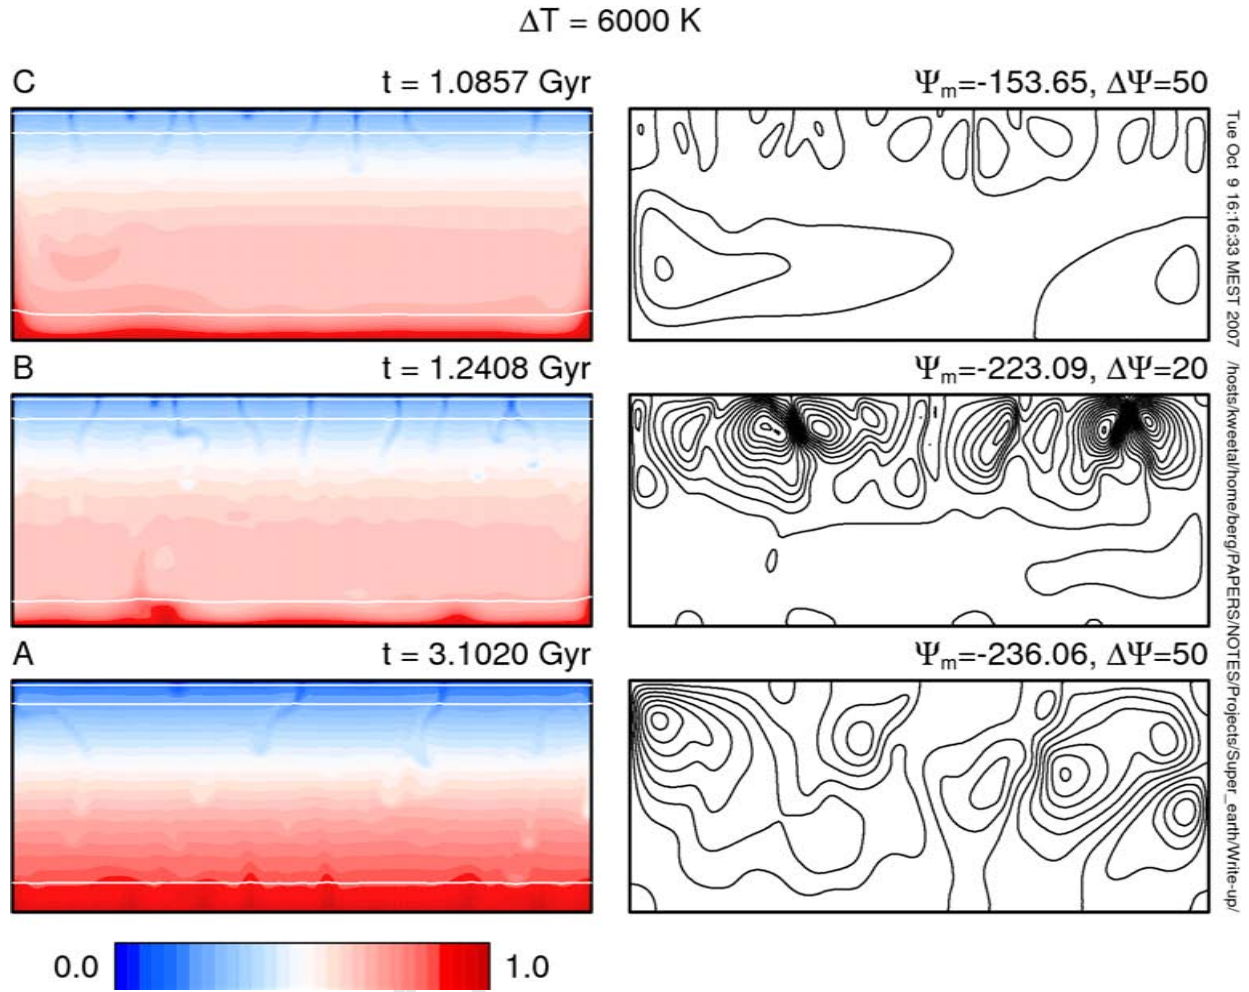 ΔT = 6000 K
C t = 1.0857 Gyr Ψm=-153.65, ΔΨ=50
B t = 1.2408 Gyr Ψm=-223.09, ΔΨ=20
A t = 3.1020 Gyr Ψm=-236.06, ΔΨ=50
0.0 1.0
Tue Oct 9 16:16:33 MEST 2007 /hosts/kweetal/home/berg/PAPERS/NOTES/Projects/Super_earth/Write-up/